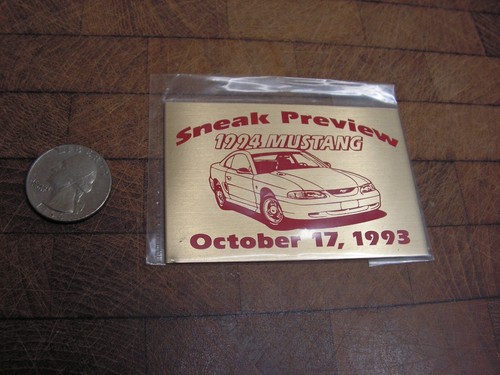 Sneak Preview
1994 MUSTANG
October 17, 1993